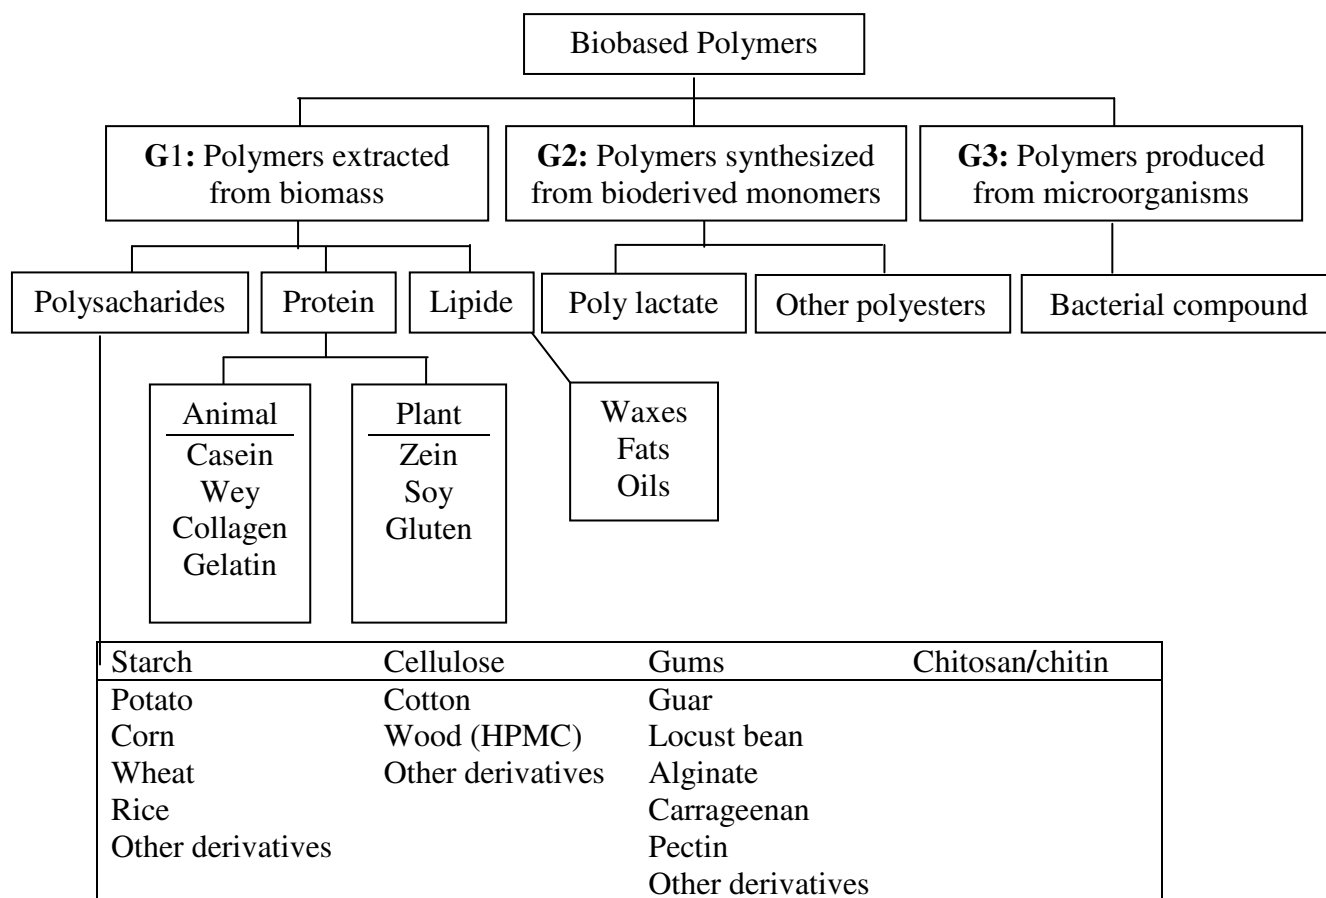 Biobased Polymers
G1: Polymers extracted
from biomass
G2: Polymers synthesized
from bioderived monomers
G3: Polymers produced
from microorganisms
Polysacharides
Protein
Lipide
Poly lactate
Other polyesters
Bacterial compound
Animal
Casein
Wey
Collagen
Gelatin
Plant
Zein
Soy
Gluten
Waxes
Fats
Oils
Starch Cellulose Gums Chitosan/chitin
Potato Cotton Guar
Corn Wood (HPMC) Locust bean
Wheat Other derivatives Alginate
Rice Carrageenan
Other derivatives Pectin
Other derivatives